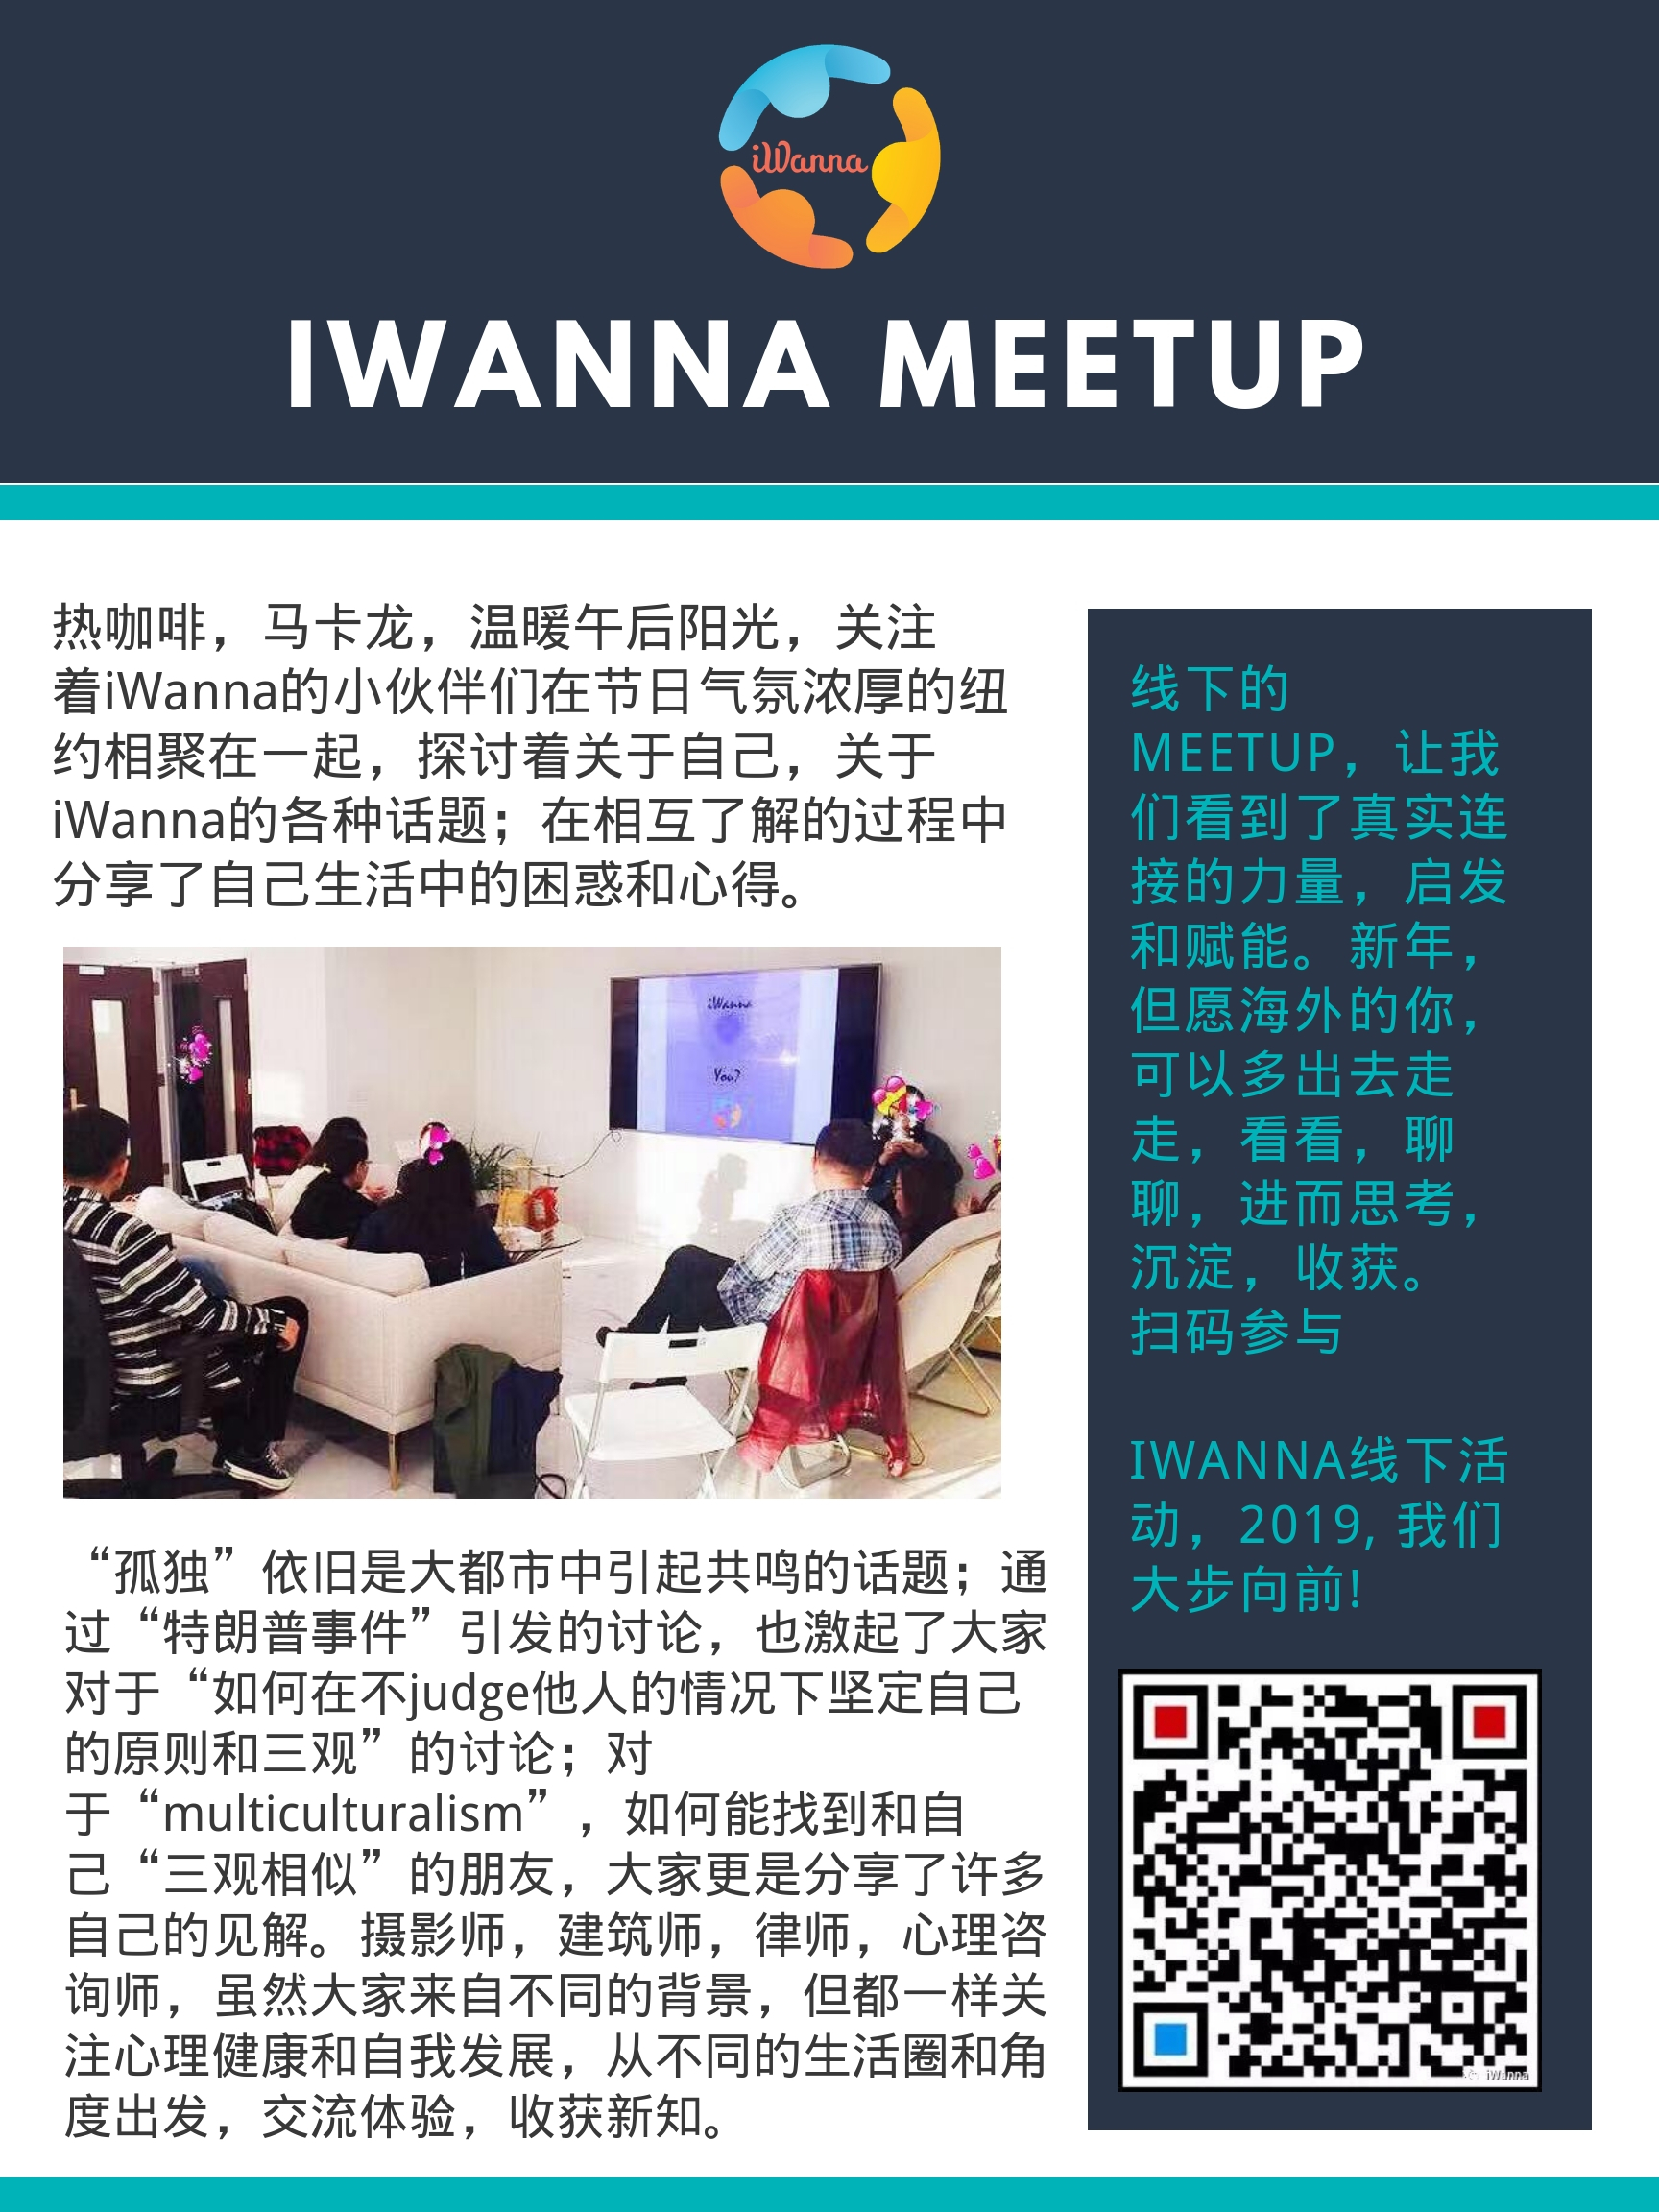 iWanna
IWANNA MEETUP
热咖啡，马卡龙，温暖午后阳光，关注
着iWanna的小伙伴们在节日气氛浓厚的纽
约相聚在一起，探讨着关于自己，关于
iWanna的各种话题；在相互了解的过程中
分享了自己生活中的困惑和心得。
iWanna
You?
“孤独”依旧是大都市中引起共鸣的话题；通
过“特朗普事件”引发的讨论，也激起了大家
对于“如何在不judge他人的情况下坚定自己
的原则和三观”的讨论；对
于“multiculturalism”，如何能找到和自
己“三观相似”的朋友，大家更是分享了许多
自己的见解。摄影师，建筑师，律师，心理咨
询师，虽然大家来自不同的背景，但都一样关
注心理健康和自我发展，从不同的生活圈和角
度出发，交流体验，收获新知。
线下的
MEETUP，让我
们看到了真实连
接的力量，启发
和赋能。新年，
但愿海外的你，
可以多出去走
走，看看，聊
聊，进而思考，
沉淀，收获。
扫码参与
IWANNA线下活
动，2019, 我们
大步向前!
iWanna